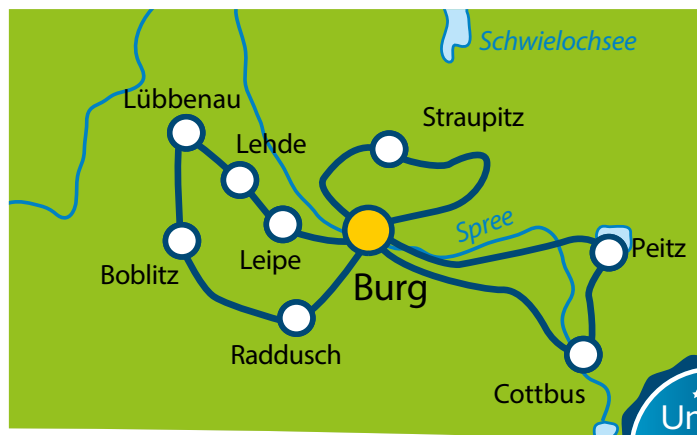 Schwielochsee
Lübbenau
Straupitz
Lehde
Spree
Peitz
Leipe
Boblitz
Burg
Raddusch
Cottbus